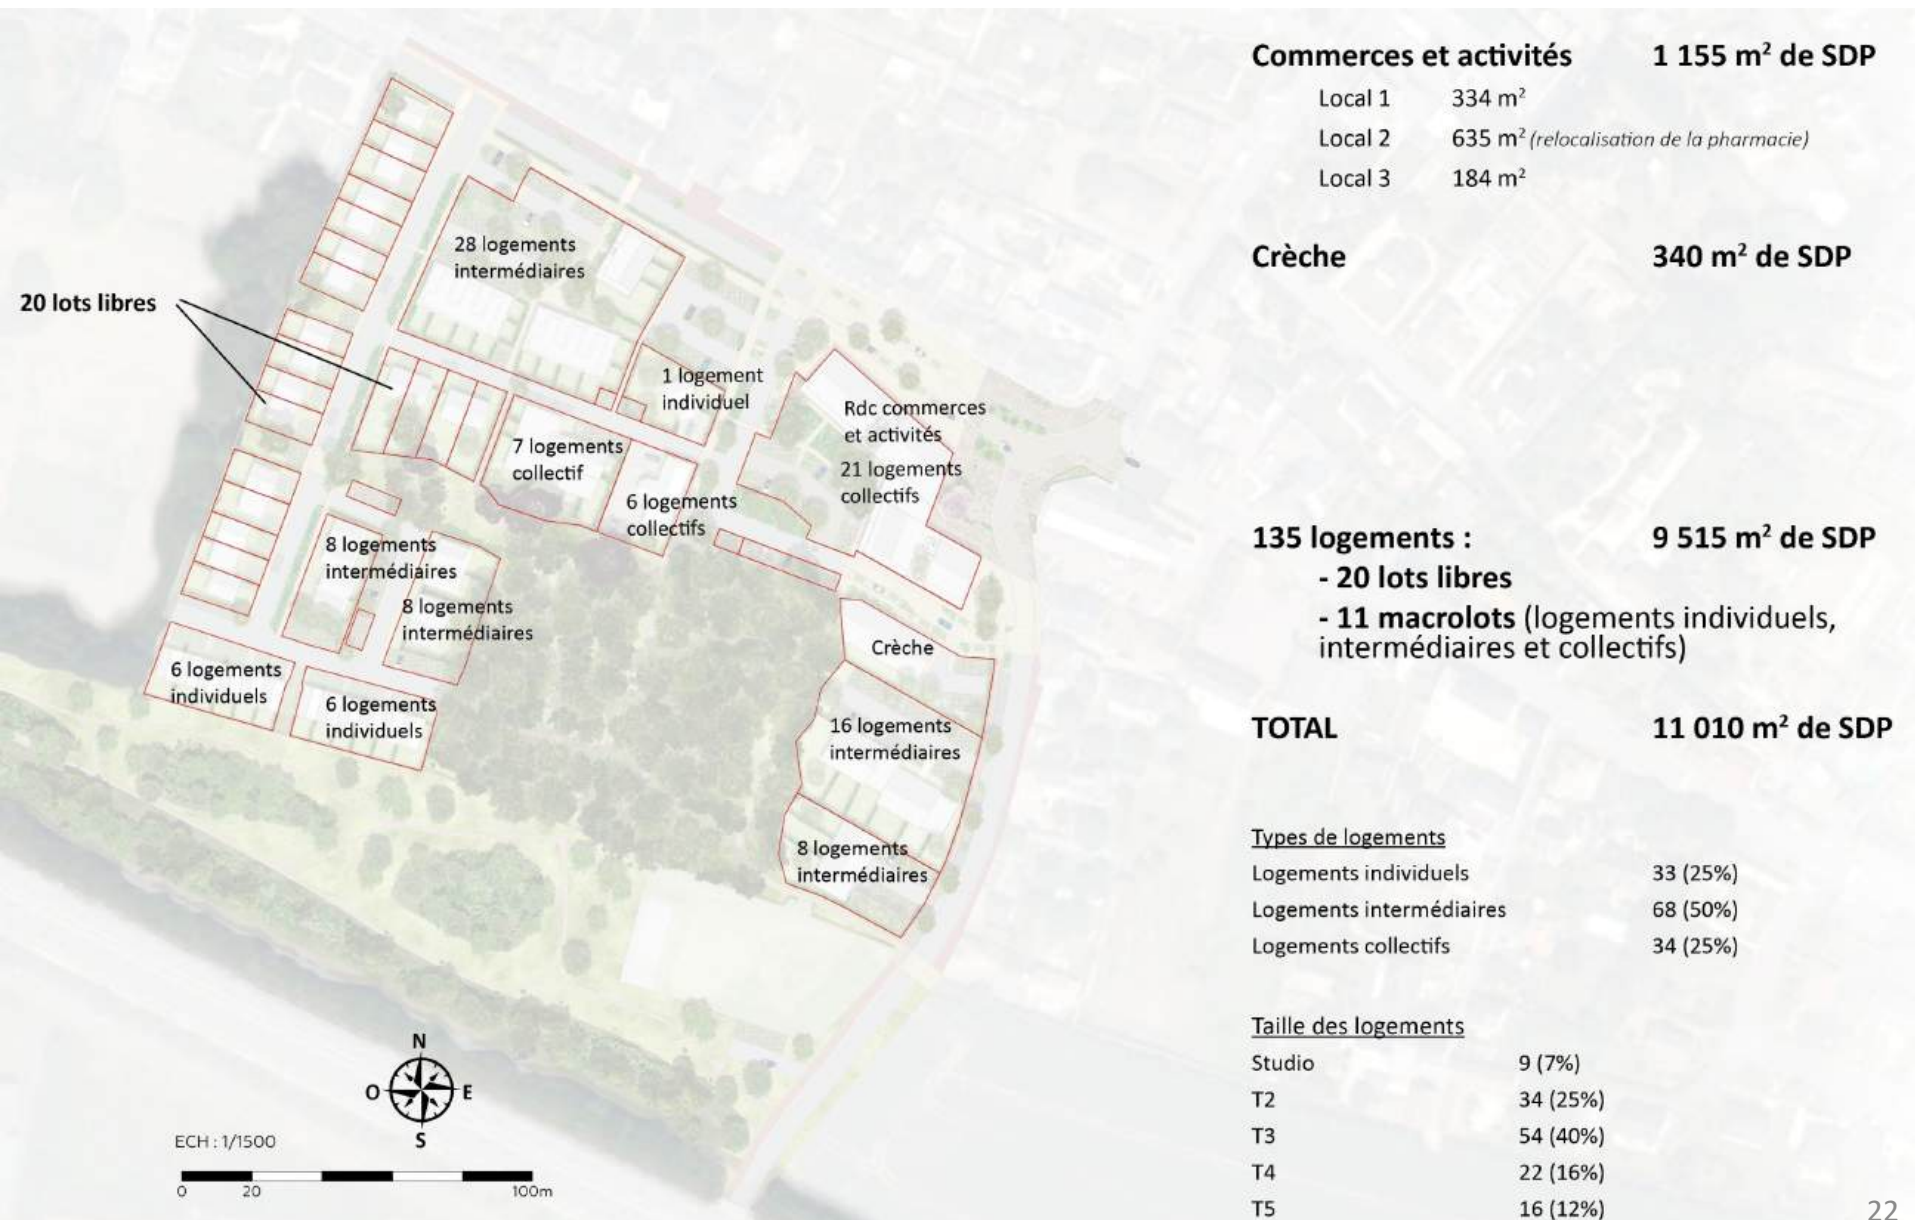 Commerces et activités 1 155 m² de SDP
Local 1 334 m²
Local 2 635 m² (relocalisation de la pharmacie)
Local 3 184 m²
Crèche 340 m² de SDP
135 logements : 9 515 m² de SDP
- 20 lots libres
- 11 macrolots (logements individuels,
intermédiaires et collectifs)
TOTAL 11 010 m² de SDP
Types de logements
Logements individuels 33 (25%)
Logements intermédiaires 68 (50%)
Logements collectifs 34 (25%)
Taille des logements
Studio 9 (7%)
T2 34 (25%)
T3 54 (40%)
T4 22 (16%)
T5 16 (12%)
28 logements
intermédiaires
20 lots libres
1 logement
individuel
Rdc commerces
et activités
21 logements
collectifs
7 logements
collectif
6 logements
collectifs
8 logements
intermédiaires
8 logements
intermédiaires
6 logements
individuels
6 logements
individuels
Crèche
16 logements
intermédiaires
8 logements
intermédiaires
N
O
E
S
ECH : 1/1500
0 20 100m
22